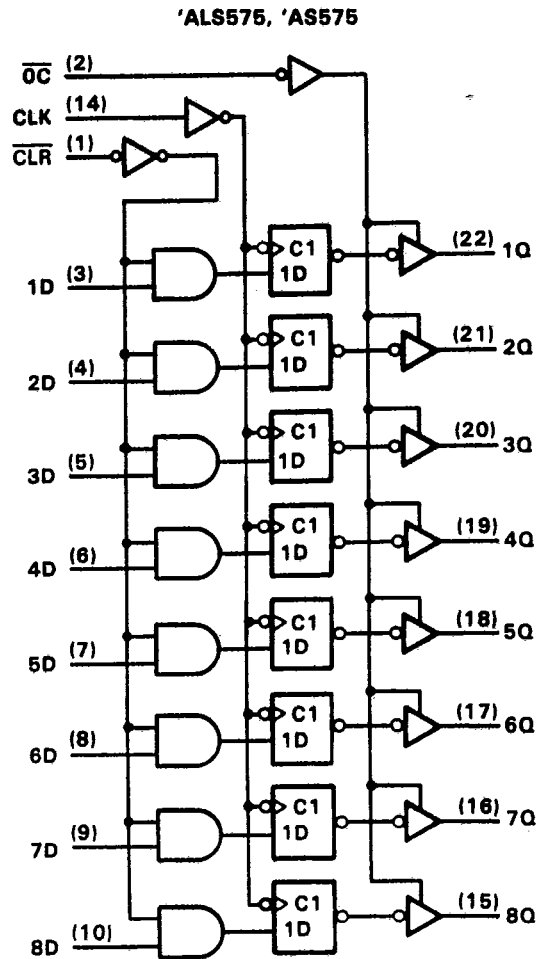 'ALS575, 'AS575
O̅C̅ (2)
CLK (14)
C̅L̅R̅ (1)
1D (3) C1 1D (22) 1Q
2D (4) C1 1D (21) 2Q
3D (5) C1 1D (20) 3Q
4D (6) C1 1D (19) 4Q
5D (7) C1 1D (18) 5Q
6D (8) C1 1D (17) 6Q
7D (9) C1 1D (16) 7Q
8D (10) C1 1D (15) 8Q